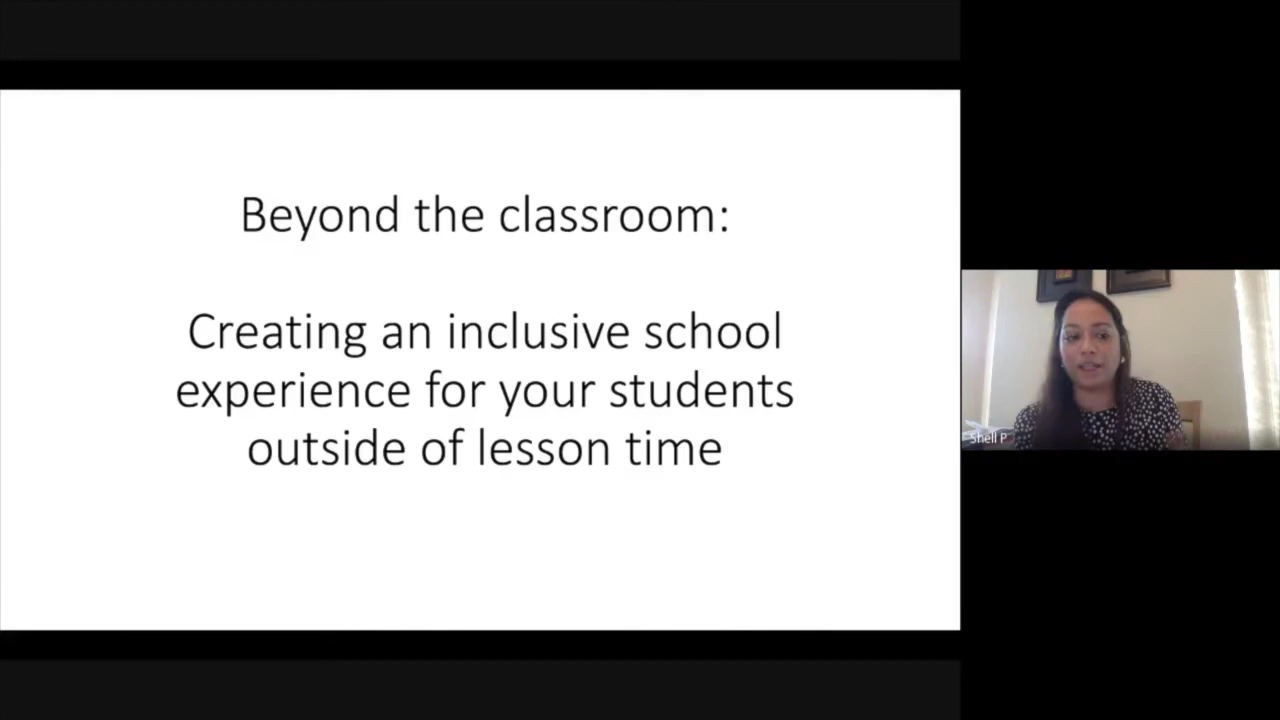 Beyond the classroom:
Creating an inclusive school
experience for your students
outside of lesson time
Shell P